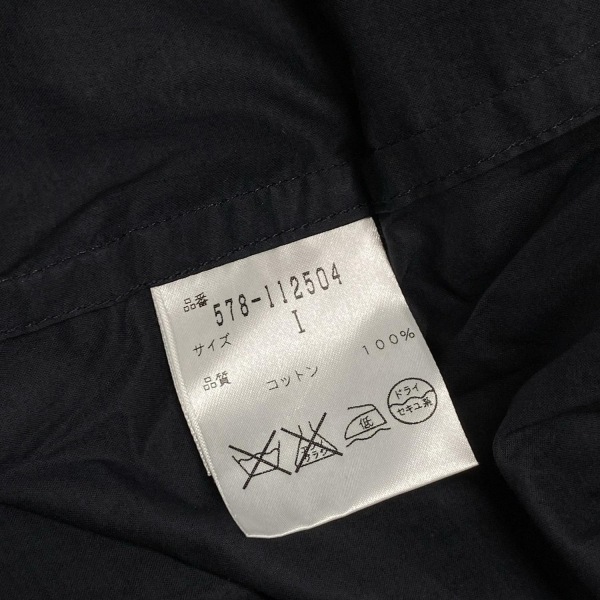 品番 578-112504
サイズ I
品質 コットン 100%
低
ドライ
セキユ系